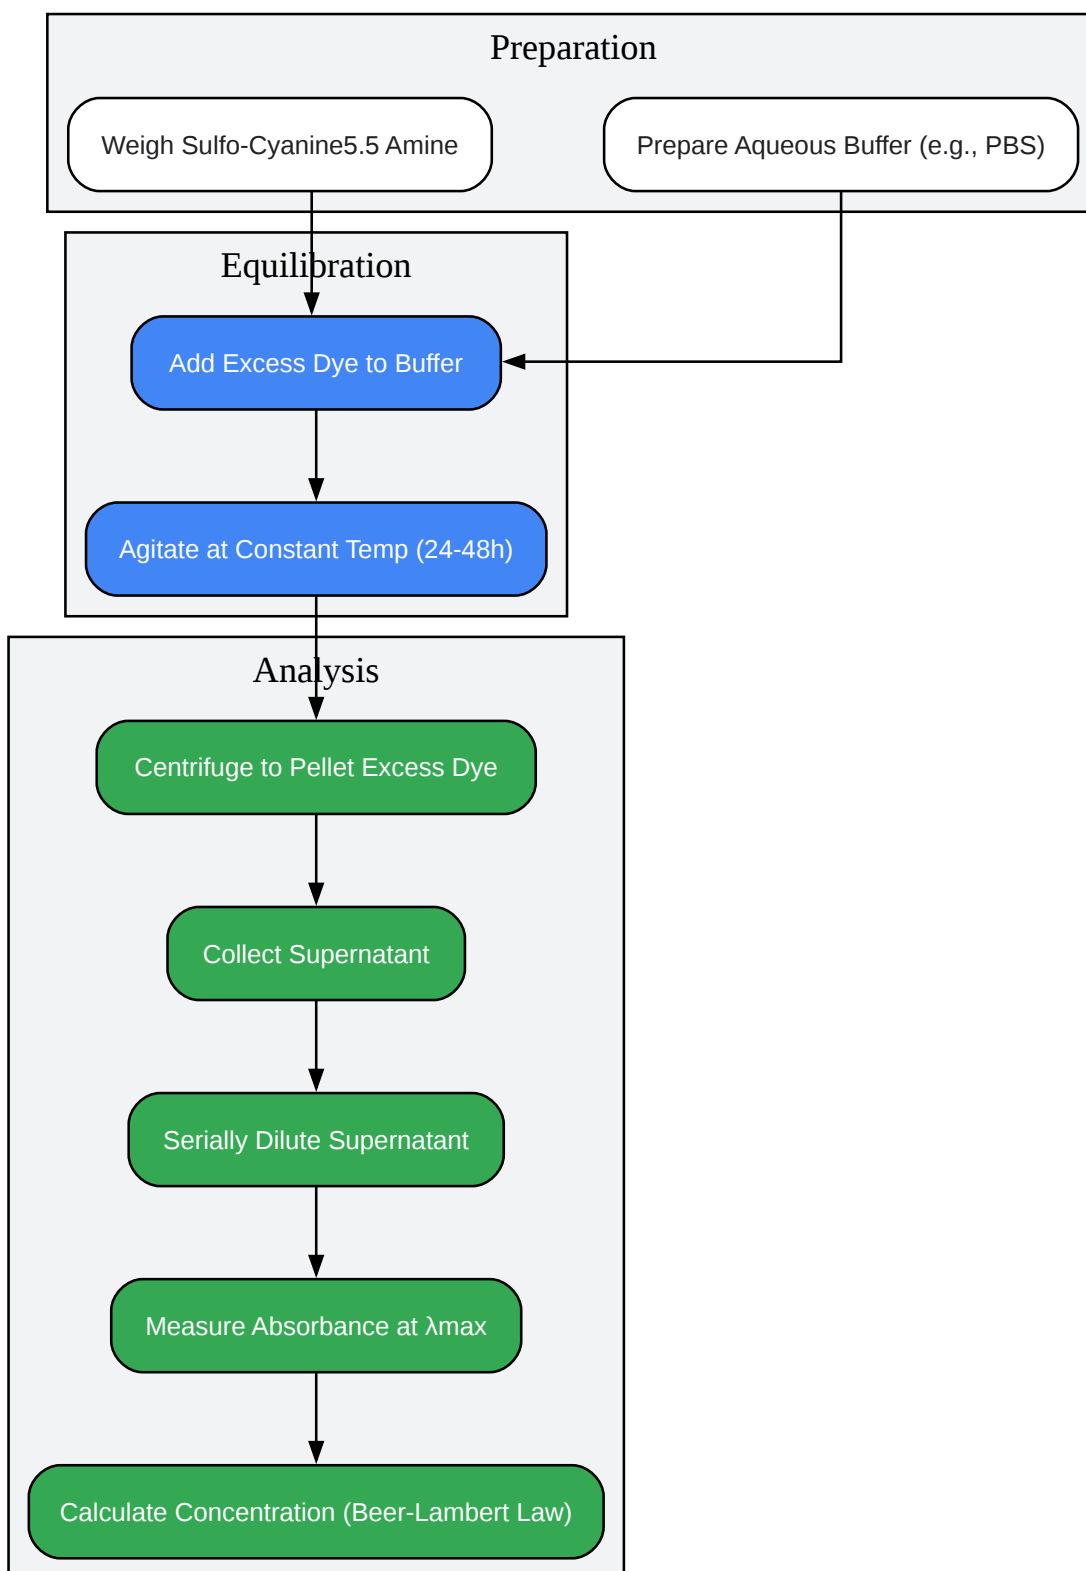 Preparation
Weigh Sulfo-Cyanine5.5 Amine
Prepare Aqueous Buffer (e.g., PBS)
Equilibration
Add Excess Dye to Buffer
Agitate at Constant Temp (24-48h)
Analysis
Centrifuge to Pellet Excess Dye
Collect Supernatant
Serially Dilute Supernatant
Measure Absorbance at λmax
Calculate Concentration (Beer-Lambert Law)